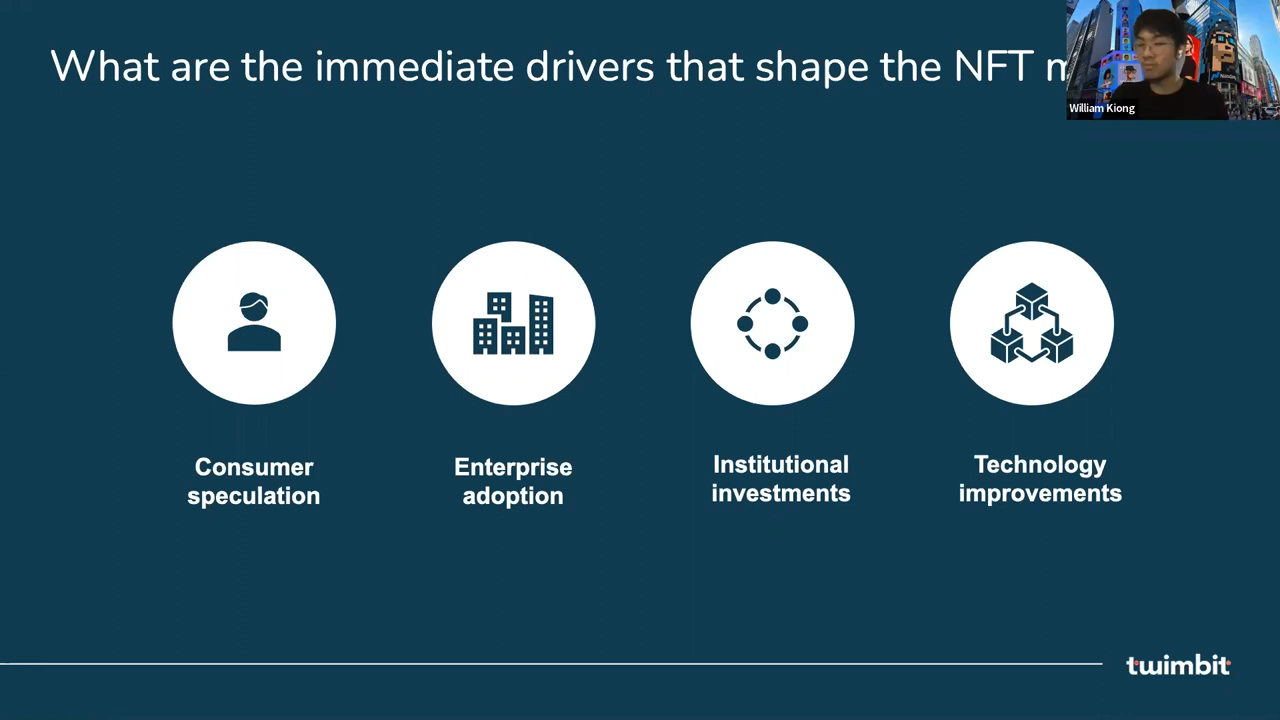 What are the immediate drivers that shape the NFT
William Kiong
Nasdaq
Consumer
speculation
Enterprise
adoption
Institutional
investments
Technology
improvements
twimbit